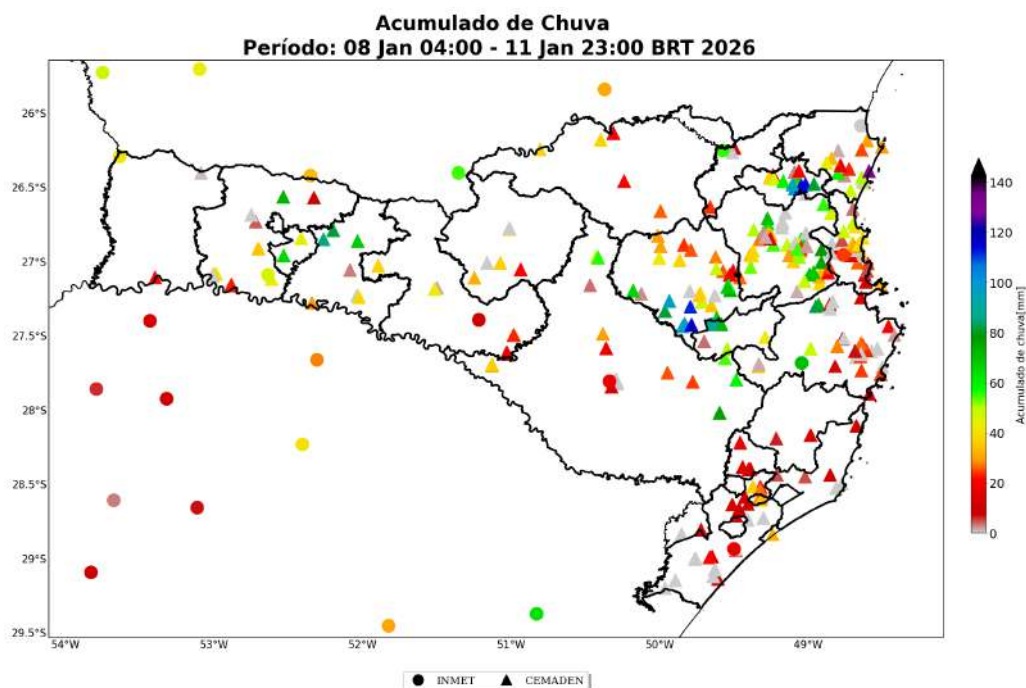 Acumulado de Chuva
Período: 08 Jan 04:00 - 11 Jan 23:00 BRT 2026
26°S
26.5°S
27°S
27.5°S
28°S
28.5°S
29°S
29.5°S
54°W
53°W
52°W
51°W
50°W
49°W
140
120
100
80
60
40
20
0
Acumulado de chuva[mm]
INMET
CEMADEN